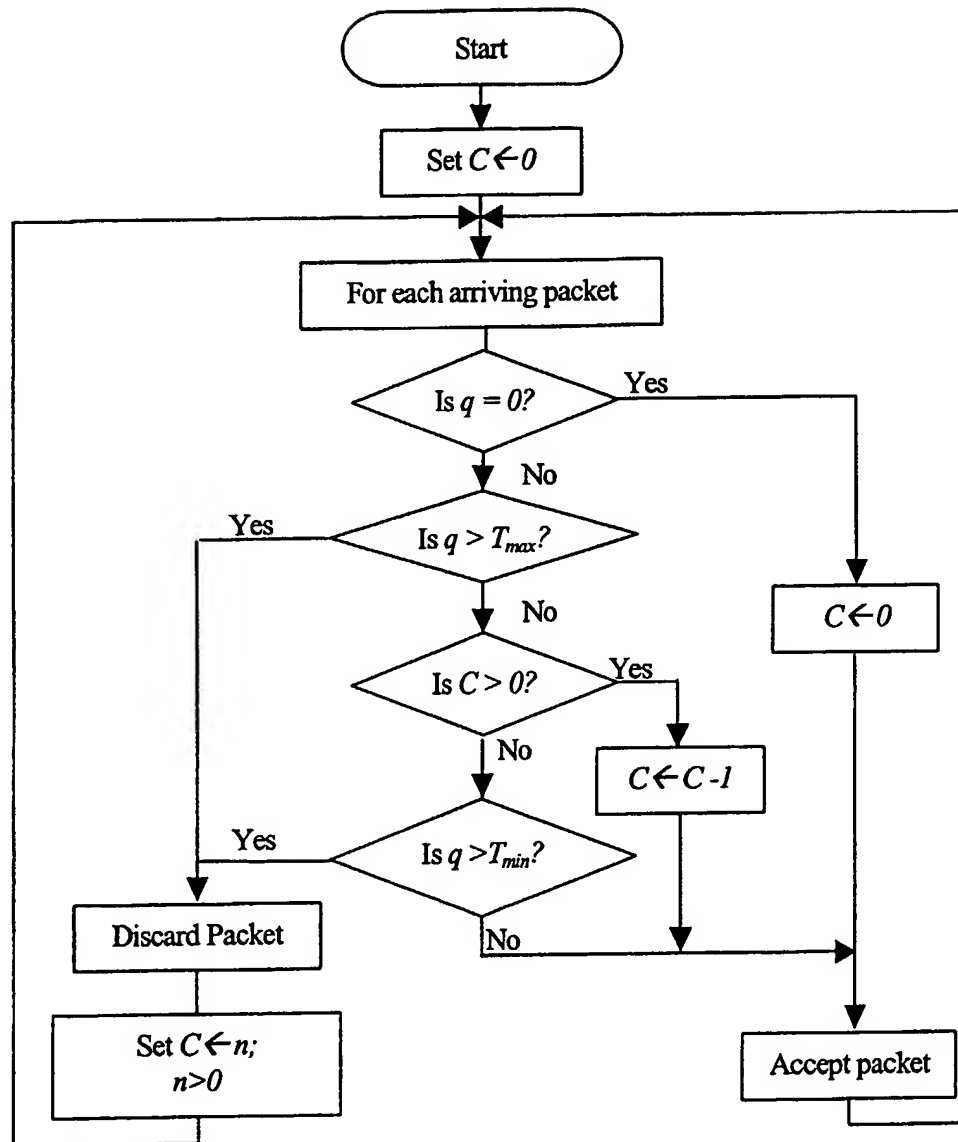 Start
Set C←0
For each arriving packet
Is q = 0?
Yes
No
Is q > Tmax?
Yes
No
C←0
Is C > 0?
Yes
No
C←C -1
Is q >Tmin?
Yes
No
Discard Packet
Set C←n;
n>0
Accept packet